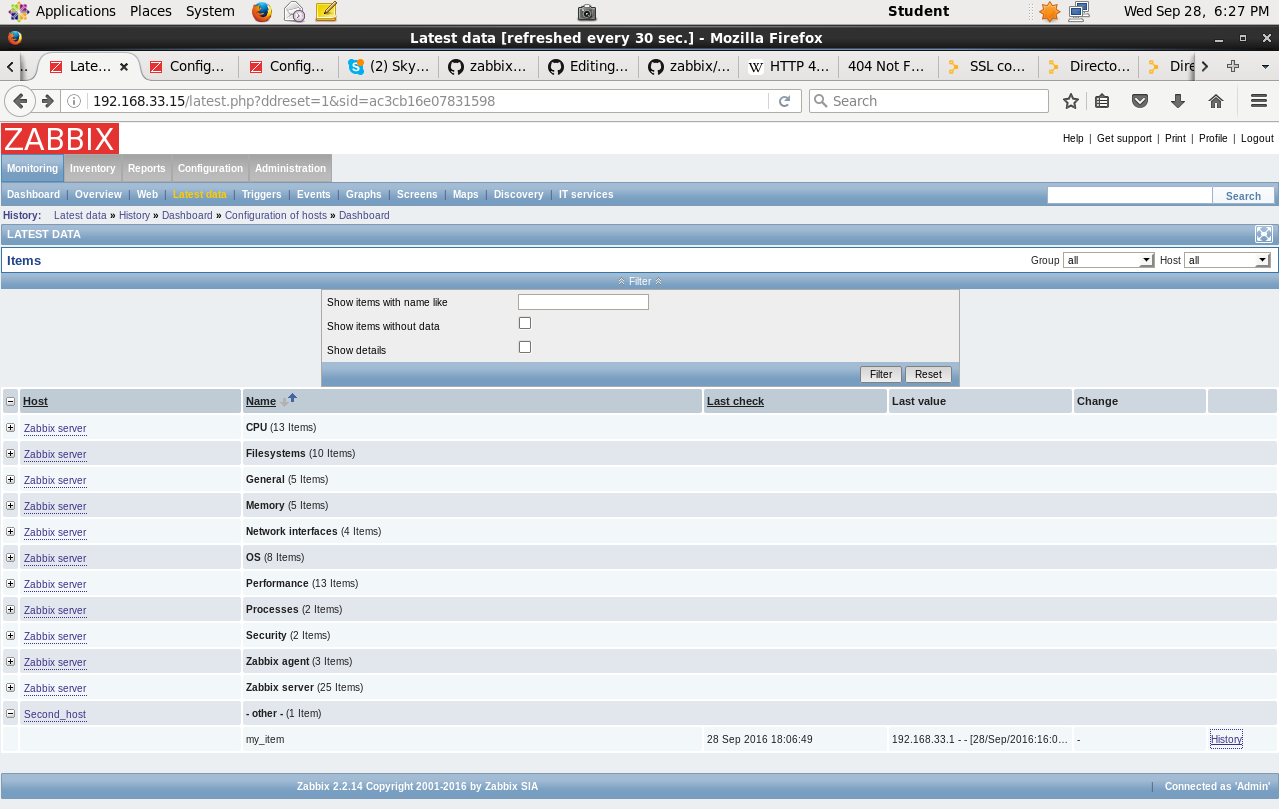 Applications Places System Student Wed Sep 28, 6:27 PM
Latest data [refreshed every 30 sec.] - Mozilla Firefox
Late... Config... Config... (2) Sky... zabbix... Editing... zabbix/... HTTP 4... 404 Not F... SSL co... Directo... Dire
192.168.33.15/latest.php?ddreset=1&sid=ac3cb16e07831598 Search
ZABBIX
Help | Get support | Print | Profile | Logout
Monitoring Inventory Reports Configuration Administration
Dashboard | Overview | Web | Latest data | Triggers | Events | Graphs | Screens | Maps | Discovery | IT services Search
History: Latest data » History » Dashboard » Configuration of hosts » Dashboard
LATEST DATA
Items Group all Host all
Filter
Show items with name like
Show items without data
Show details
Filter Reset
Host Name Last check Last value Change
Zabbix server CPU (13 Items)
Zabbix server Filesystems (10 Items)
Zabbix server General (5 Items)
Zabbix server Memory (5 Items)
Zabbix server Network interfaces (4 Items)
Zabbix server OS (8 Items)
Zabbix server Performance (13 Items)
Zabbix server Processes (2 Items)
Zabbix server Security (2 Items)
Zabbix server Zabbix agent (3 Items)
Zabbix server Zabbix server (25 Items)
Second_host - other - (1 Item)
my_item 28 Sep 2016 18:06:49 192.168.33.1 - - [28/Sep/2016:16:0... - History
Zabbix 2.2.14 Copyright 2001-2016 by Zabbix SIA | Connected as 'Admin'